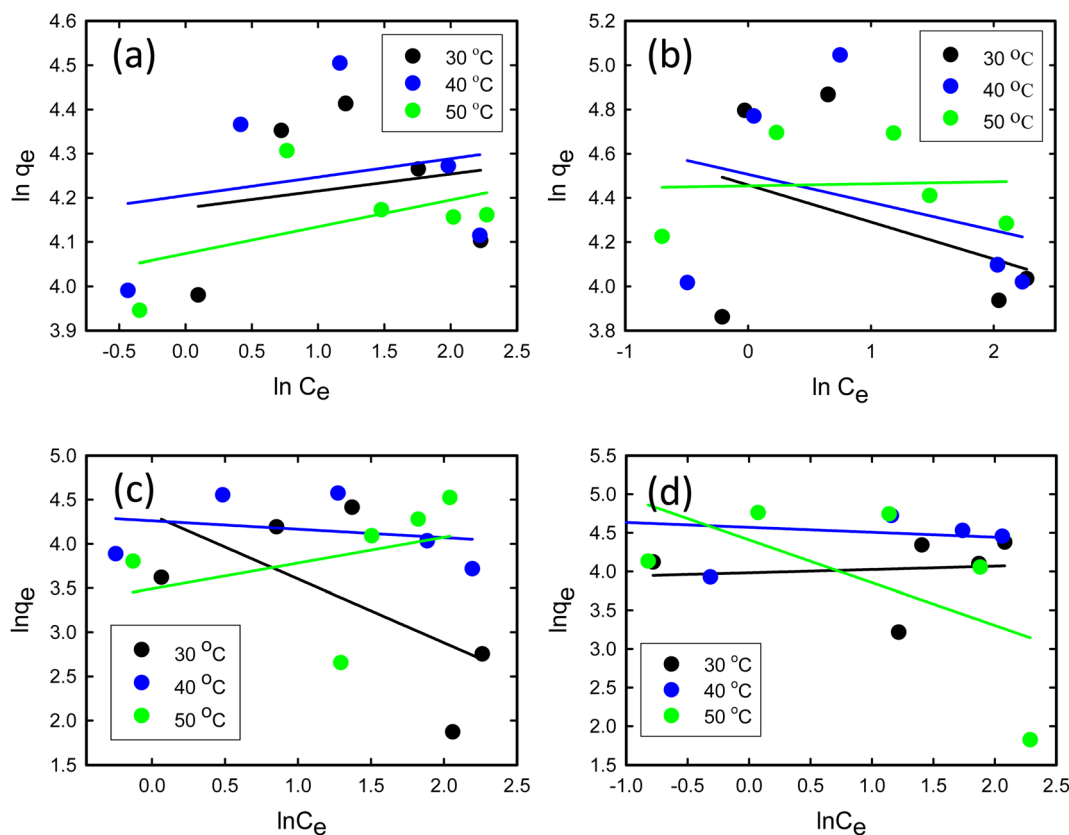 (a)
4.6
4.5
4.4
4.3
4.2
4.1
4.0
3.9
ln qe
30 °C
40 °C
50 °C
-0.5 0.0 0.5 1.0 1.5 2.0 2.5
ln Ce
(b)
5.2
5.0
4.8
4.6
4.4
4.2
4.0
3.8
ln qe
30 °C
40 °C
50 °C
-1 0 1 2
ln Ce
(c)
5.0
4.5
4.0
3.5
3.0
2.5
2.0
1.5
lnqe
30 °C
40 °C
50 °C
0.0 0.5 1.0 1.5 2.0 2.5
lnCe
(d)
5.5
5.0
4.5
4.0
3.5
3.0
2.5
2.0
1.5
lnqe
30 °C
40 °C
50 °C
-1.0 -0.5 0.0 0.5 1.0 1.5 2.0 2.5
lnCe